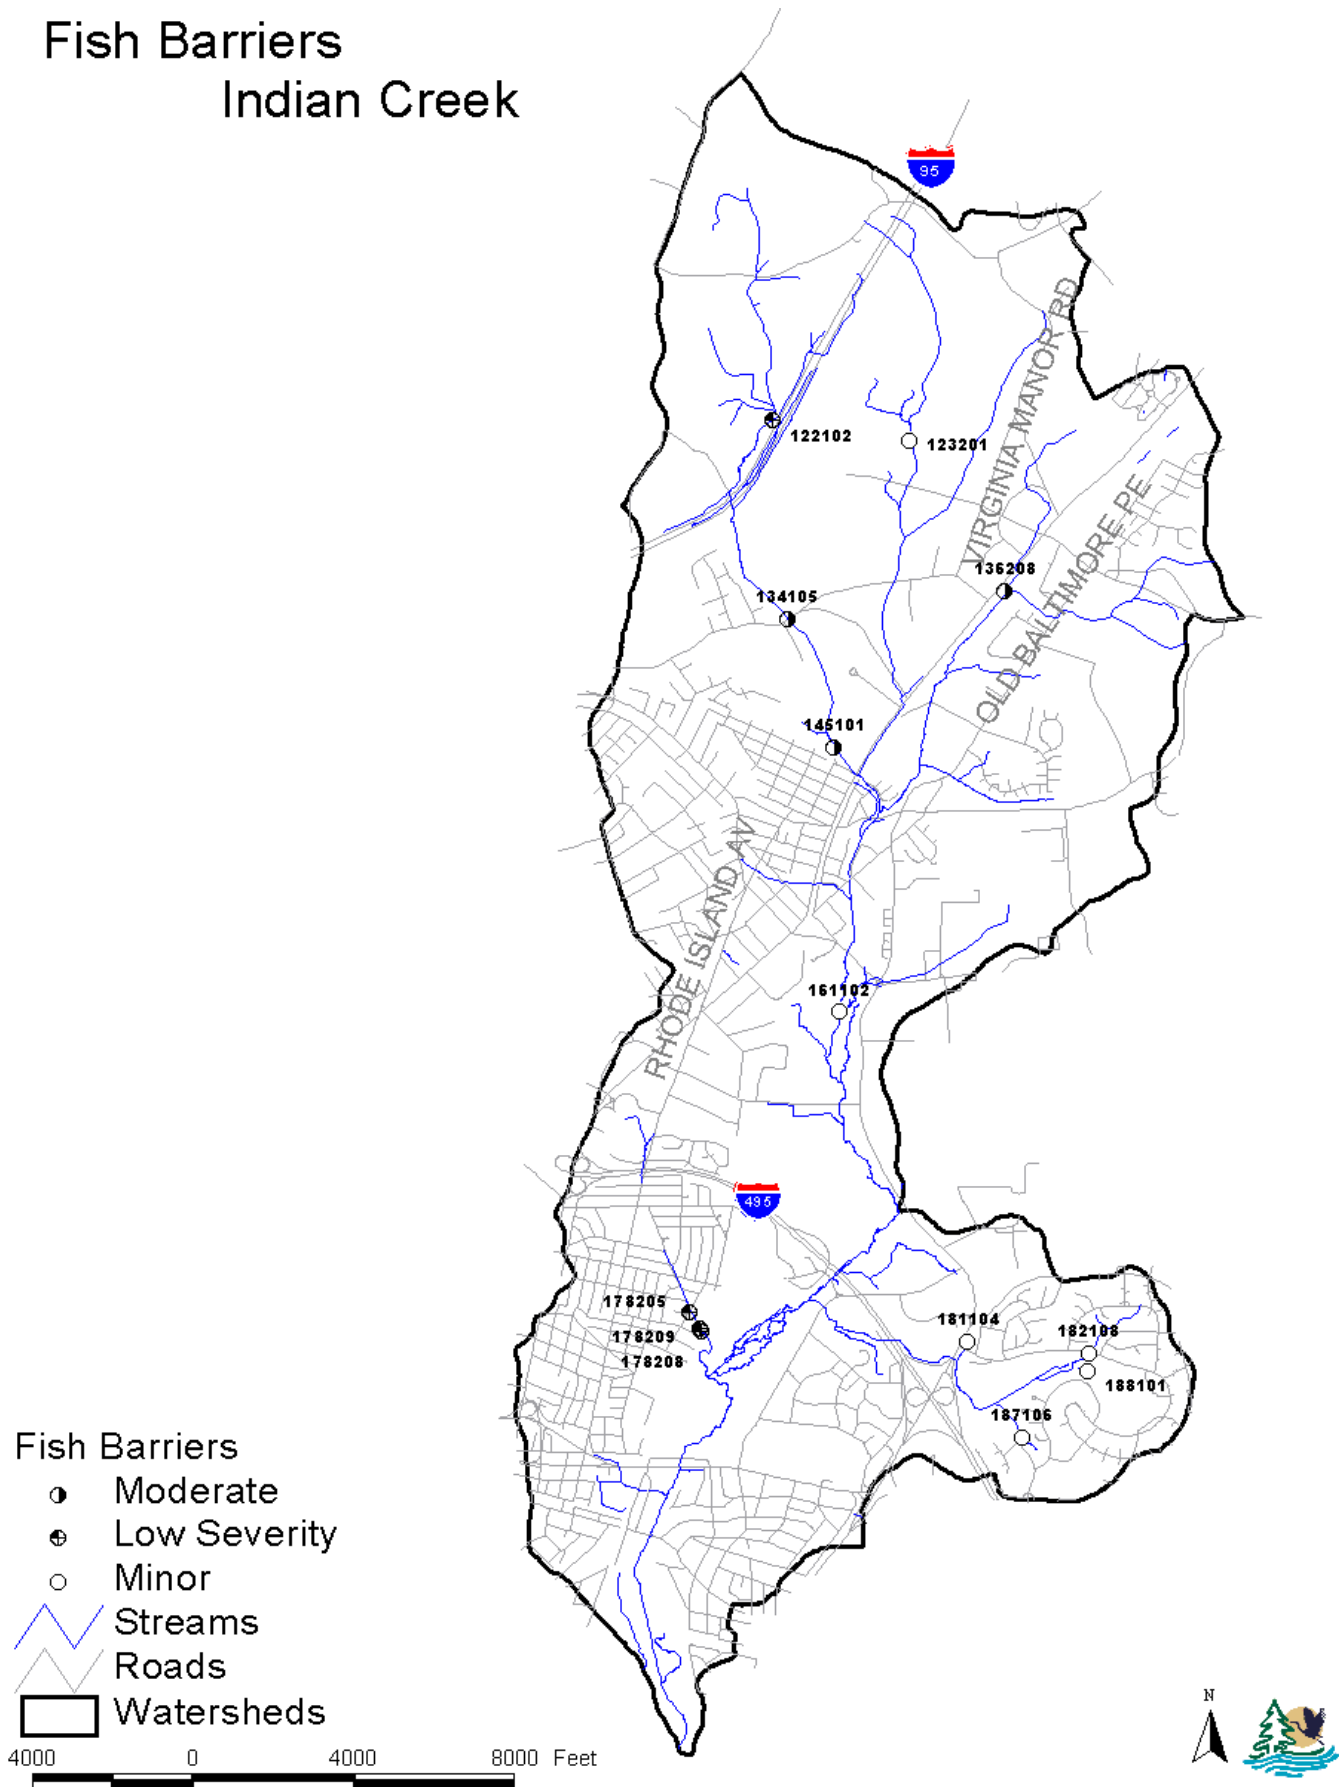 Fish Barriers
Indian Creek
95
VIRGINIA MANOR RD
122102
123201
OLD BALTIMORE PE
136208
134105
145101
RHODE ISLAND AV
161102
495
178205
178209
178208
181104
182108
188101
187106
Fish Barriers
Moderate
Low Severity
Minor
Streams
Roads
Watersheds
N
4000 0 4000 8000 Feet